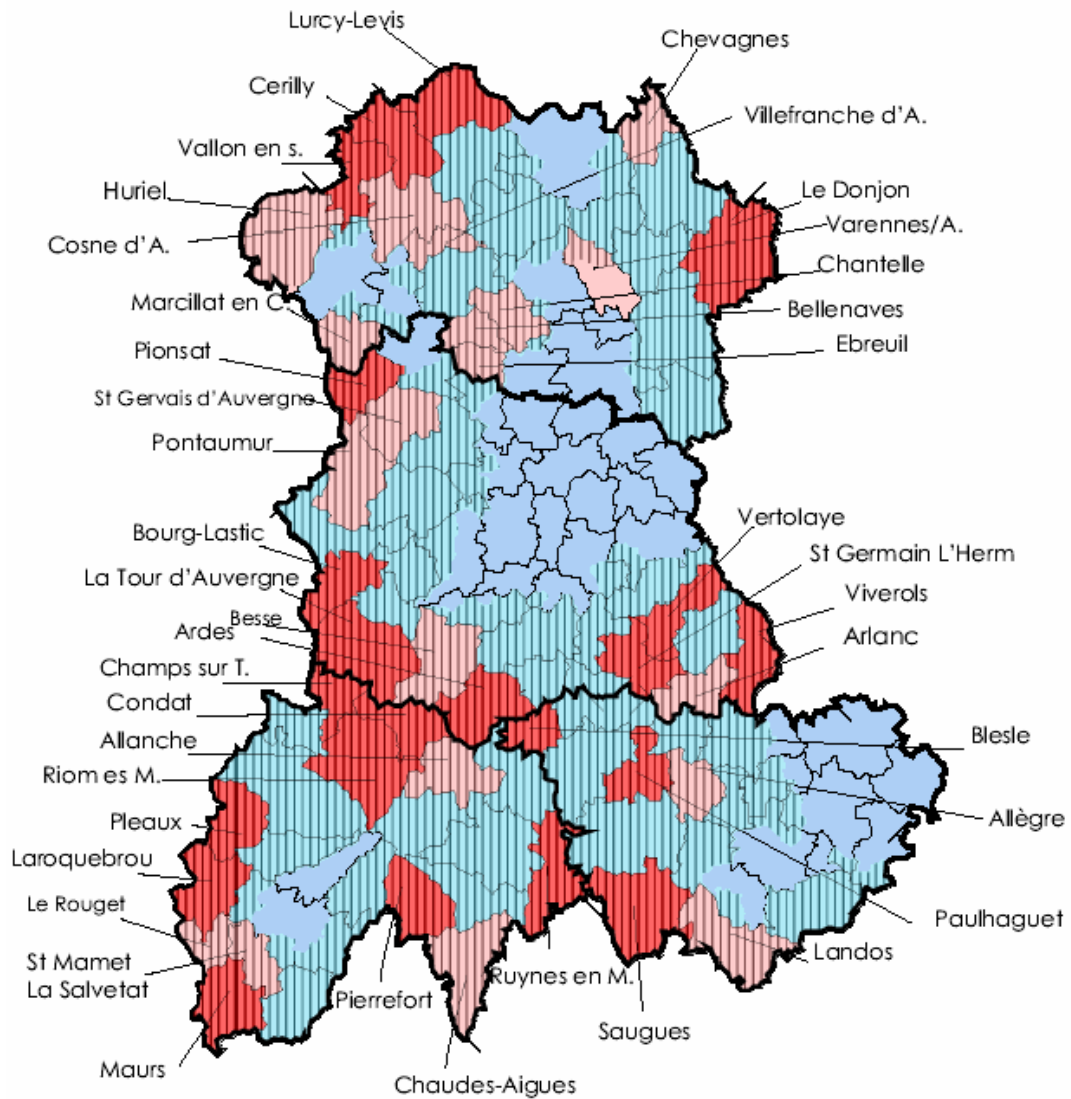 Lurcy-Levis
Chevagnes
Cerilly
Villefranche d'A.
Vallon en s.
Huriel
Le Donjon
Varennes/A.
Cosne d'A.
Chantelle
Marcillat en C.
Bellenaves
Ebreuil
Pionsat
St Gervais d'Auvergne
Pontaumur
Vertolaye
Bourg-Lastic
St Germain L'Herm
La Tour d'Auvergne
Viverols
Besse
Ardes
Arlanc
Champs sur T.
Condat
Blesle
Allanche
Riom es M.
Allègre
Pleaux
Laroquebrou
Le Rouget
Paulhaguet
Landos
St Mamet
La Salvetat
Ruynes en M.
Pierrefort
Saugues
Maurs
Chaudes-Aigues